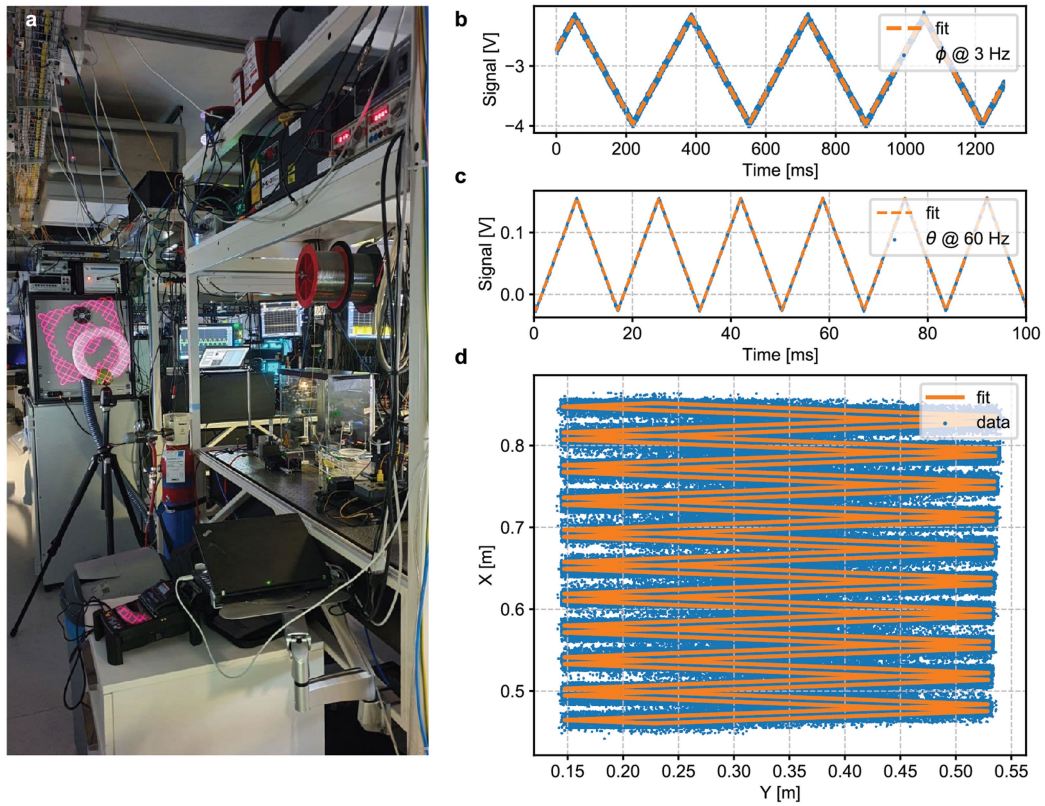 a
b
Signal [V]
−3
−4
fit
ϕ @ 3 Hz
0 200 400 600 800 1000 1200
Time [ms]
c
Signal [V]
0.1
0.0
fit
θ @ 60 Hz
0 20 40 60 80 100
Time [ms]
d
fit
data
X [m]
0.8
0.7
0.6
0.5
0.15 0.20 0.25 0.30 0.35 0.40 0.45 0.50 0.55
Y [m]